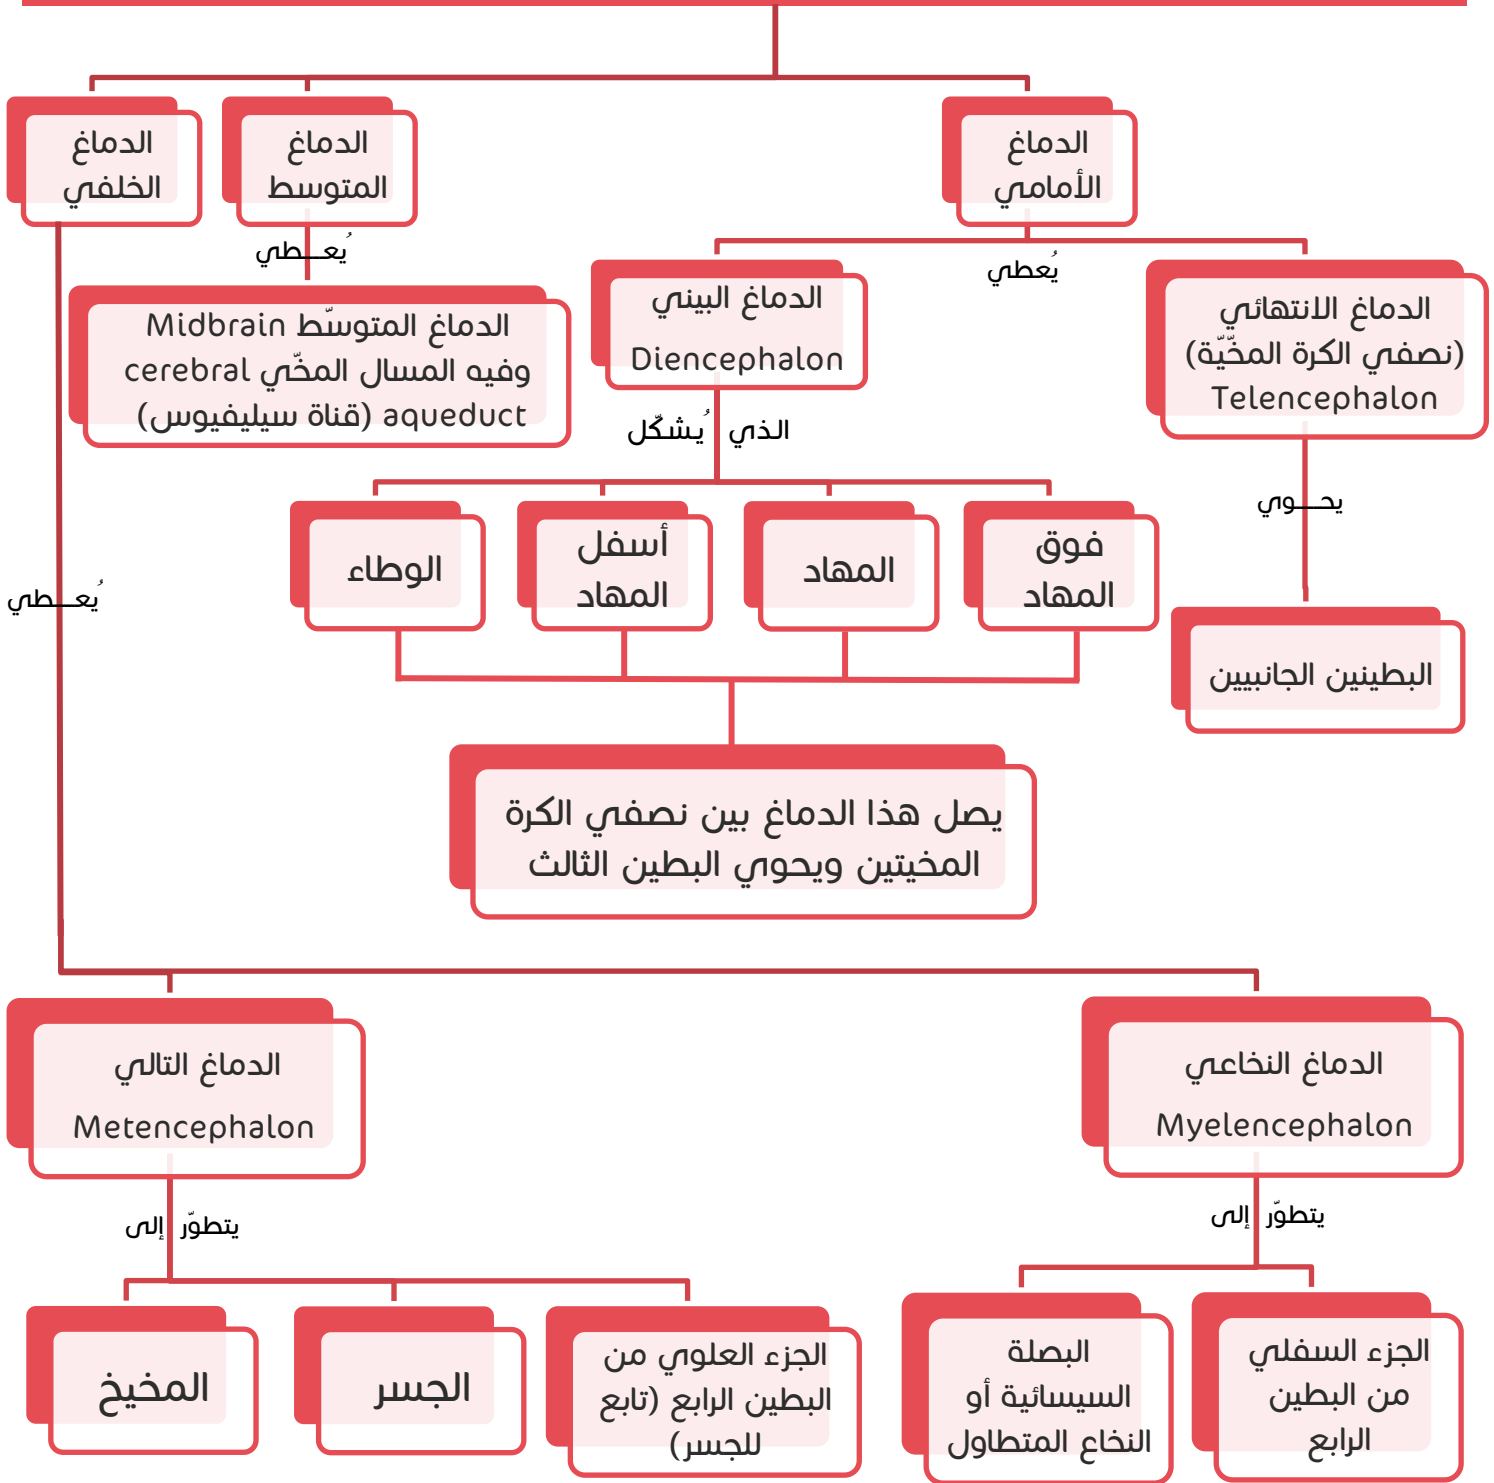 الدماغ
الأمامي
الدماغ
المتوسط
الدماغ
الخلفي
يُعطي
يُعـــطي
الدماغ الانتهائي
(نصفي الكرة المخّيّة)
Telencephalon
الدماغ البيني
Diencephalon
الدماغ المتوسّط Midbrain
وفيه المسال المخّي cerebral
aqueduct (قناة سيليفيوس)
الذي يُشكّل
يحـــوي
فوق
المهاد
المهاد
أسفل
المهاد
الوطاء
يُعـــطي
البطينين الجانبيين
يصل هذا الدماغ بين نصفي الكرة
المخيتين ويحوي البطين الثالث
الدماغ النخاعي
Myelencephalon
الدماغ التالي
Metencephalon
يتطوّر إلى
يتطوّر إلى
الجزء السفلي
من البطين
الرابع
البصلة
السيسائية أو
النخاع المتطاول
الجزء العلوي من
البطين الرابع (تابع
للجسر)
الجسر
المخيخ